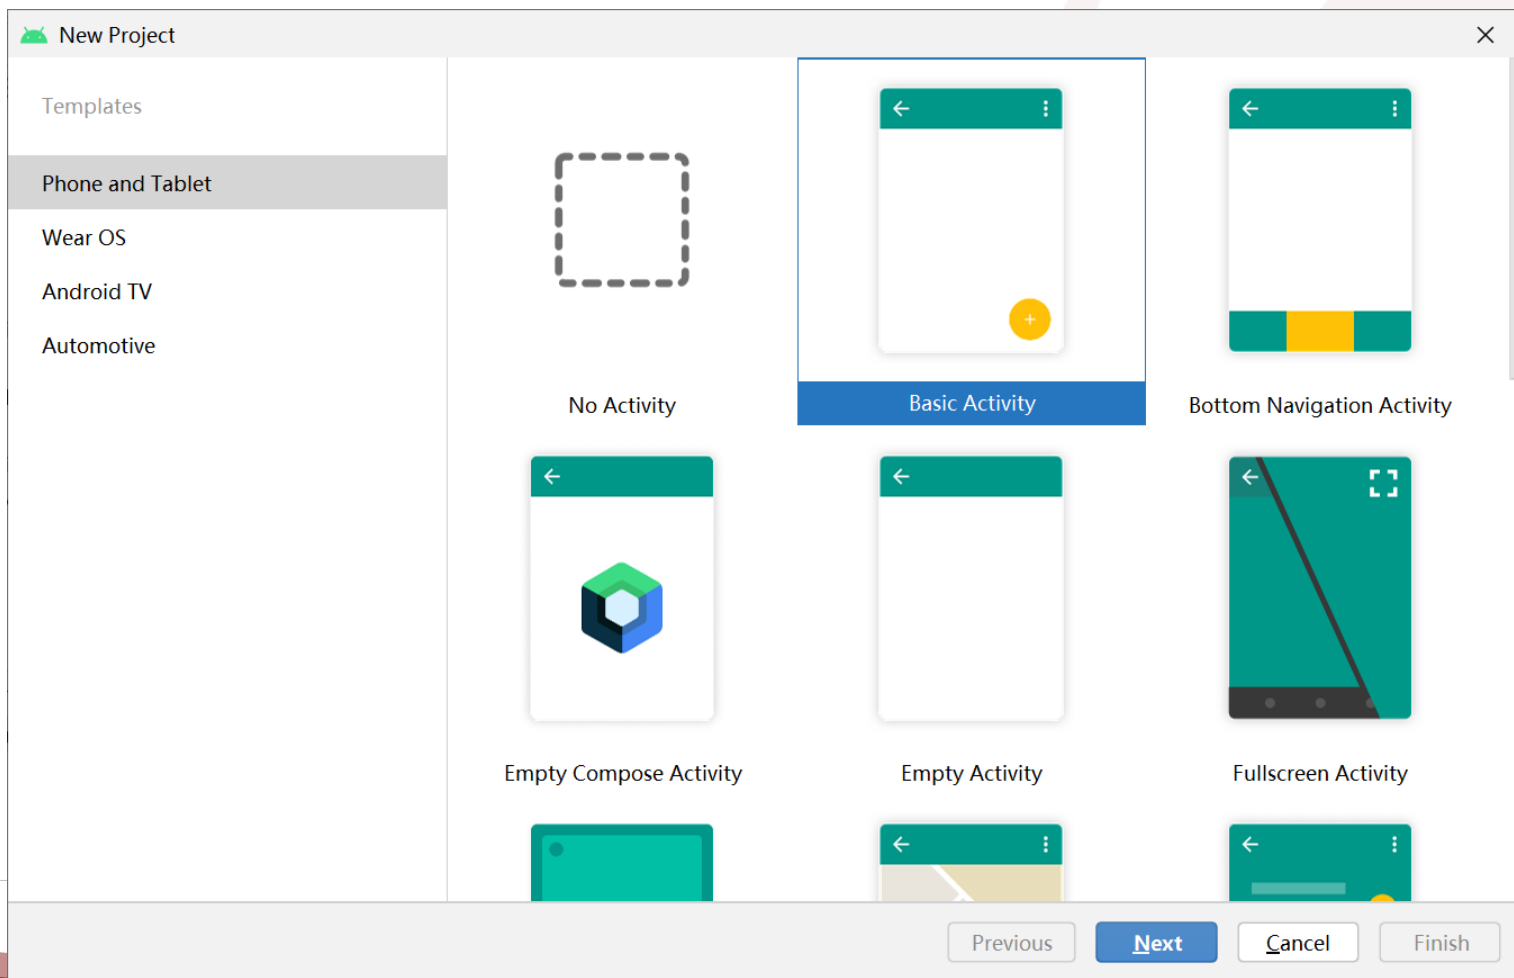 New Project
Templates
Phone and Tablet
Wear OS
Android TV
Automotive
No Activity
Basic Activity
Bottom Navigation Activity
Empty Compose Activity
Empty Activity
Fullscreen Activity
Previous
Next
Cancel
Finish